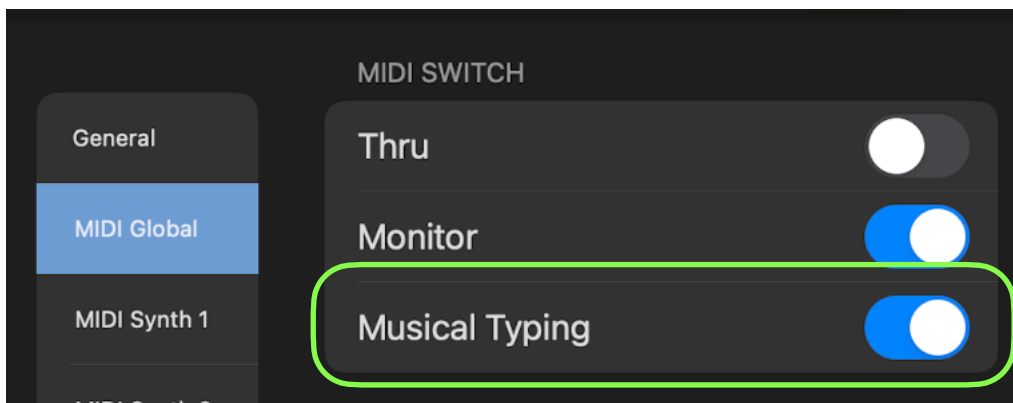 MIDI SWITCH
General
Thru
MIDI Global
Monitor
MIDI Synth 1
Musical Typing